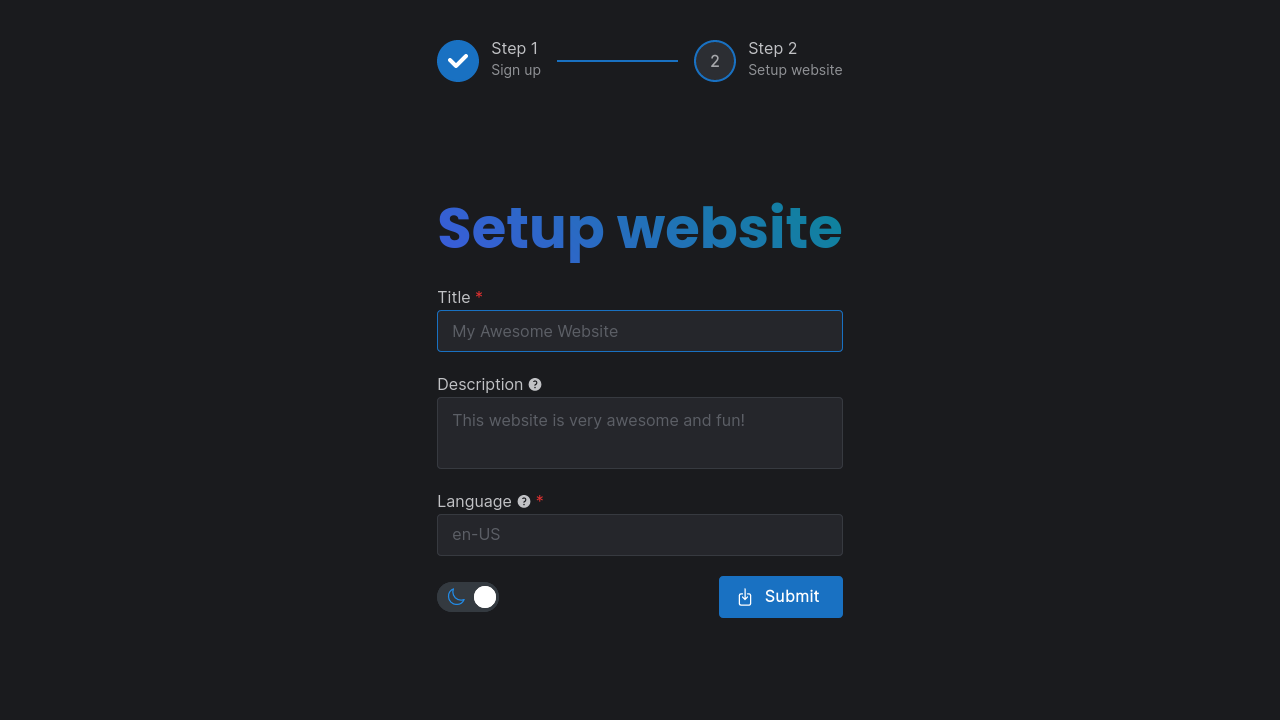 Step 1
Sign up
2
Step 2
Setup website
Setup website
Title *
My Awesome Website
Description ?
This website is very awesome and fun!
Language ? *
en-US
Submit